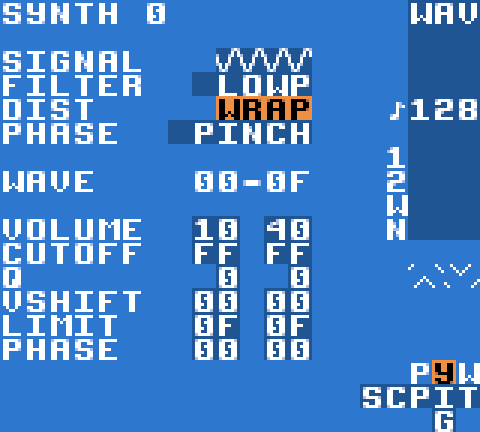 SYNTH 0
WAV
SIGNAL
FILTER LOWP
DIST WRAP
♪128
PHASE PINCH
1
WAVE 00-0F
2
W
VOLUME 10 40
N
CUTOFF FF FF
Q 0 0
VSHIFT 00 00
LIMIT 0F 0F
PHASE 00 00
PYW
SCPIT
G